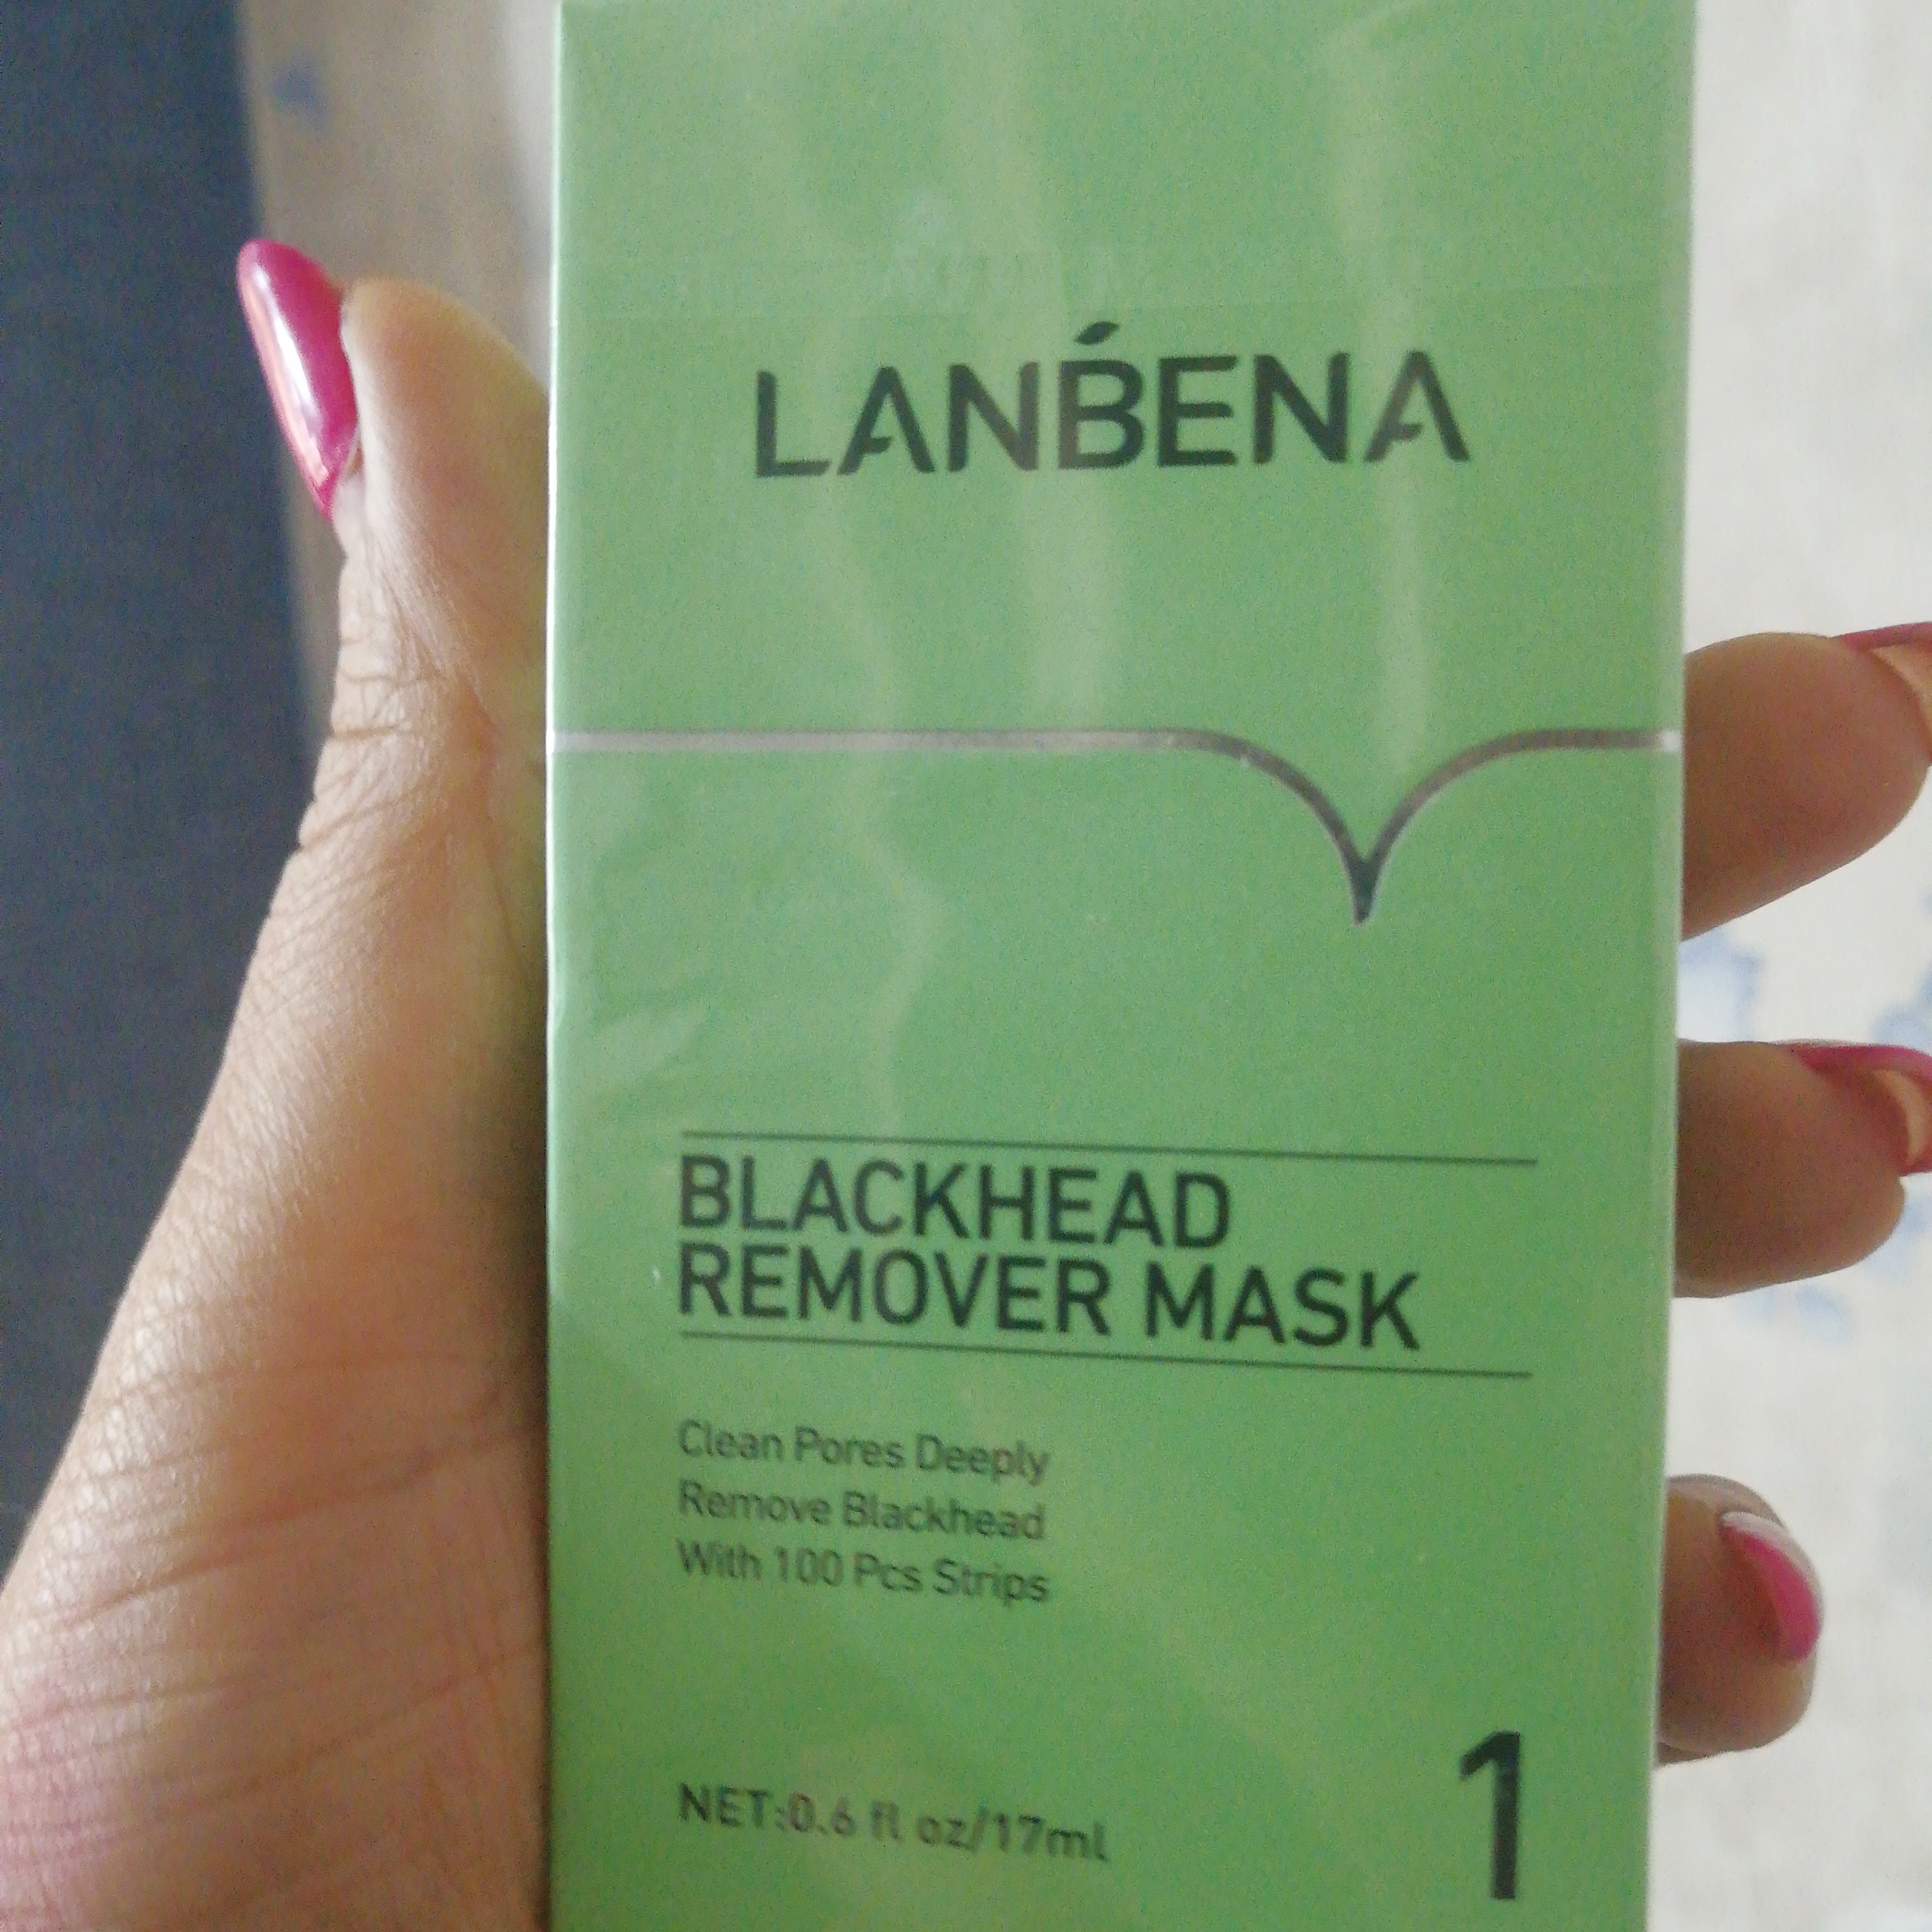 LANBENA
BLACKHEAD
REMOVER MASK
Clean Pores Deeply
Remove Blackhead
With 100 Pcs Strips
NET:0.6 fl oz/17ml
1